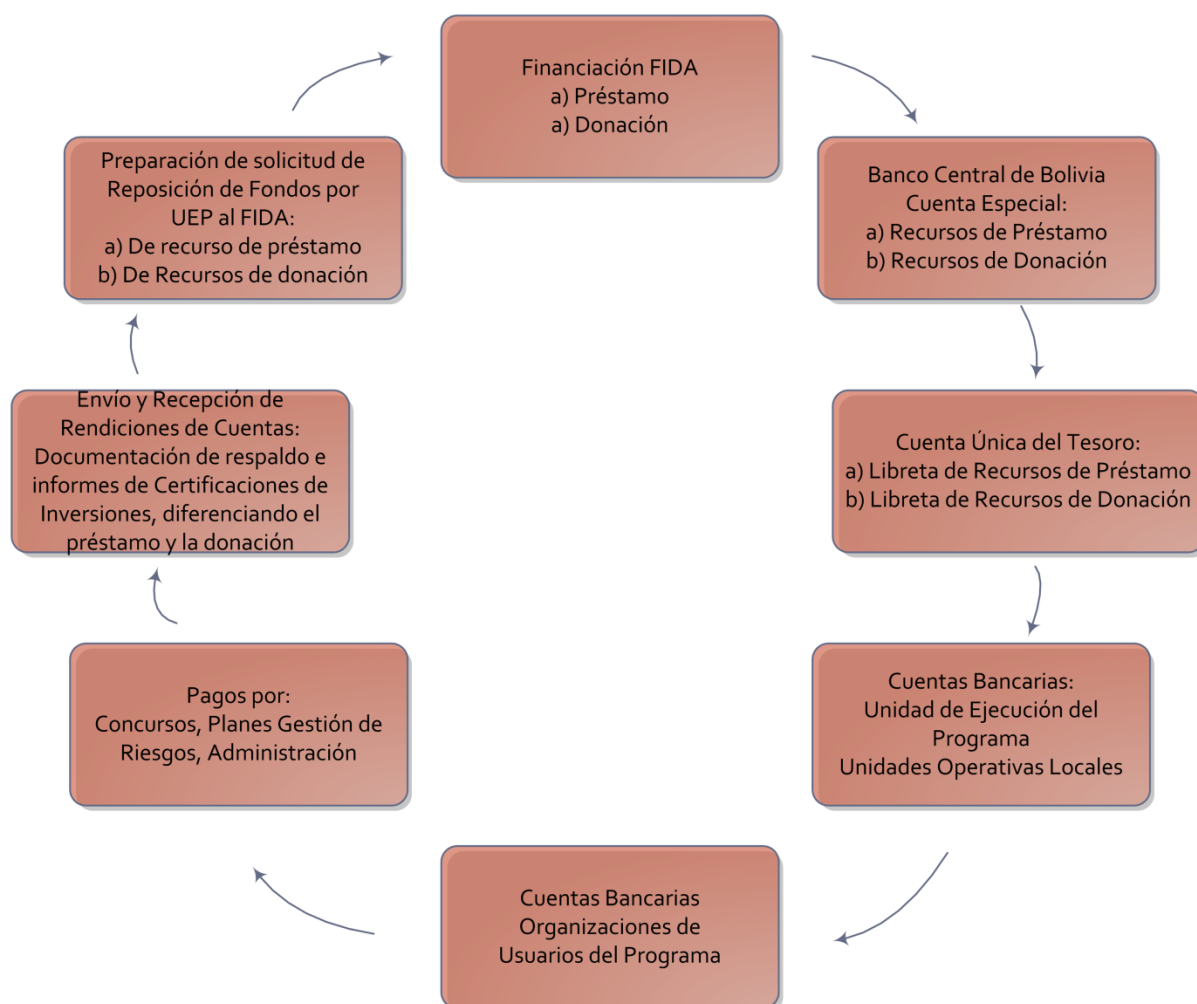 Financiación FIDA
a) Préstamo
a) Donación
Banco Central de Bolivia
Cuenta Especial:
a) Recursos de Préstamo
b) Recursos de Donación
Cuenta Única del Tesoro:
a) Libreta de Recursos de Préstamo
b) Libreta de Recursos de Donación
Cuentas Bancarias:
Unidad de Ejecución del
Programa
Unidades Operativas Locales
Cuentas Bancarias
Organizaciones de
Usuarios del Programa
Pagos por:
Concursos, Planes Gestión de
Riesgos, Administración
Envío y Recepción de
Rendiciones de Cuentas:
Documentación de respaldo e
informes de Certificaciones de
Inversiones, diferenciando el
préstamo y la donación
Preparación de solicitud de
Reposición de Fondos por
UEP al FIDA:
a) De recurso de préstamo
b) De Recursos de donación